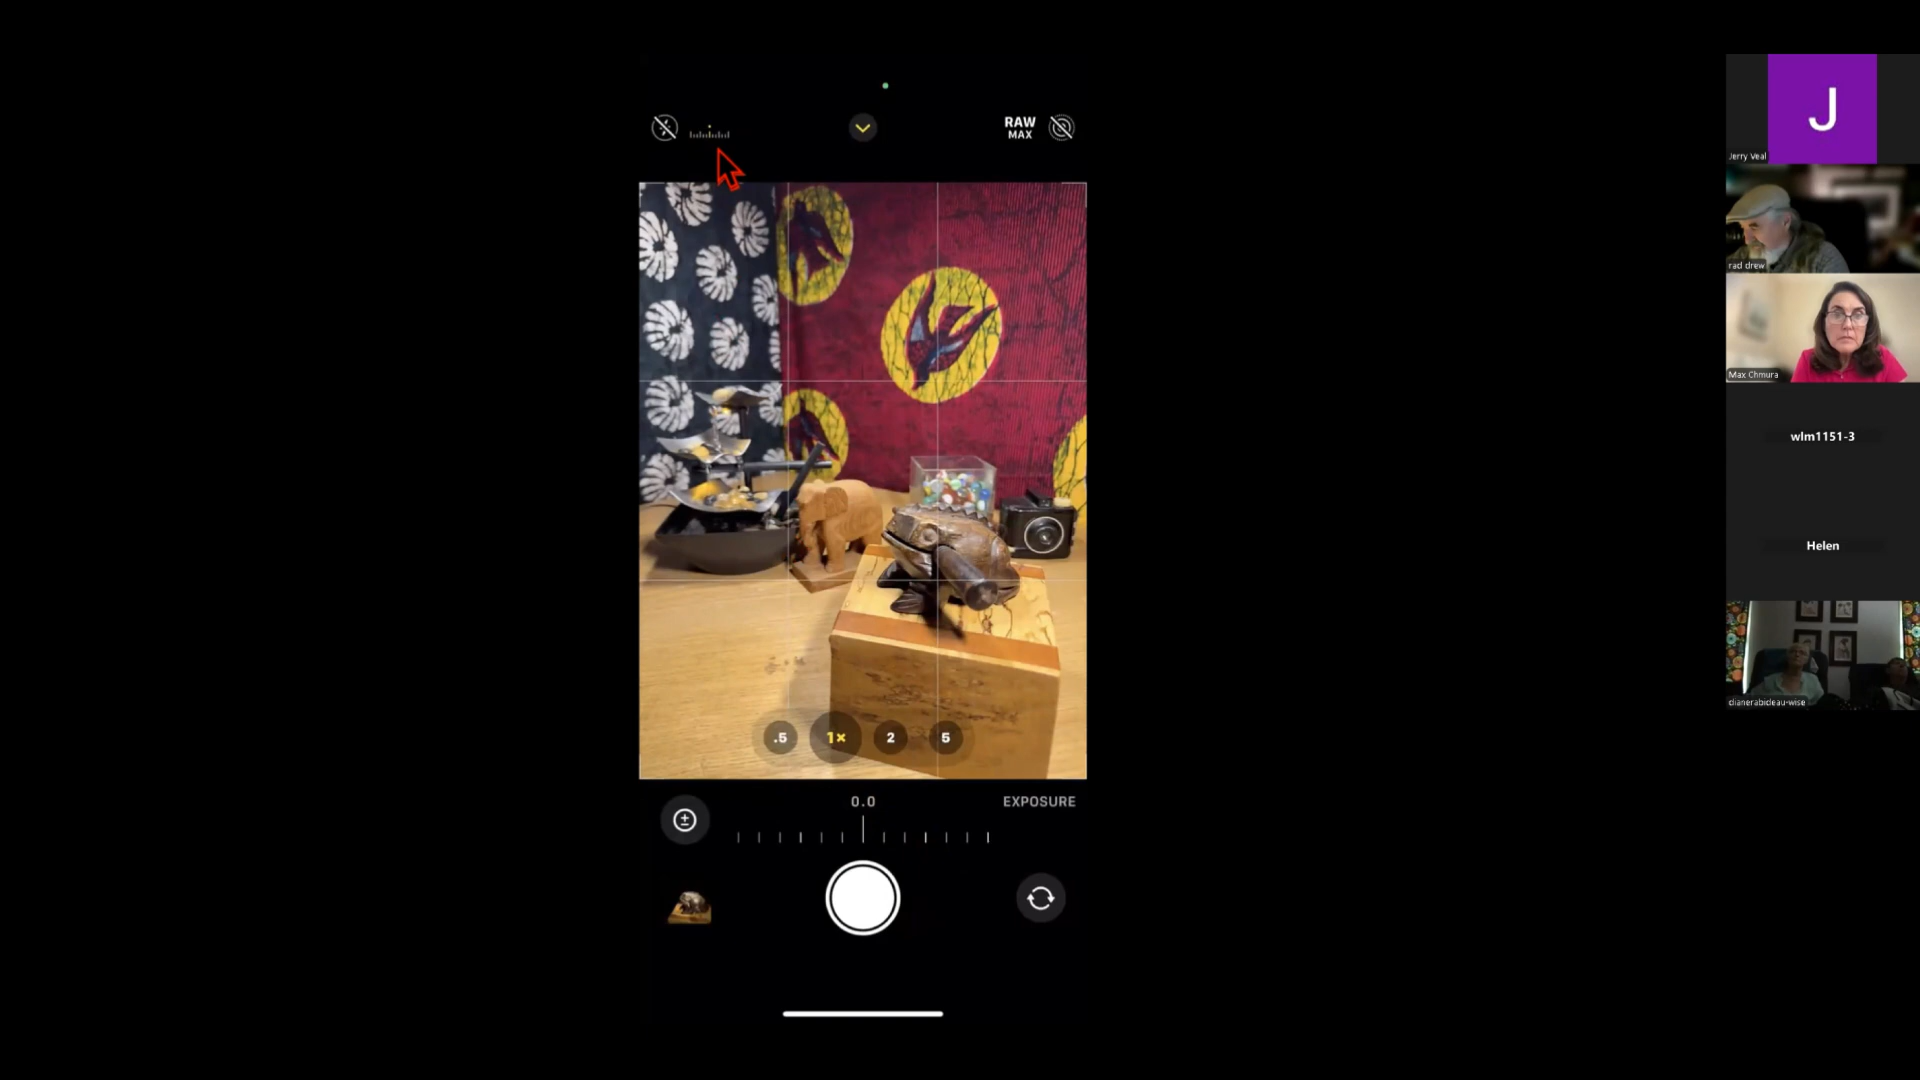 RAW
MAX
.5
1×
2
5
0.0
EXPOSURE
J
Jerry Veal
rad drew
Max Chmura
wlm1151-3
Helen
dianerabideau-wise